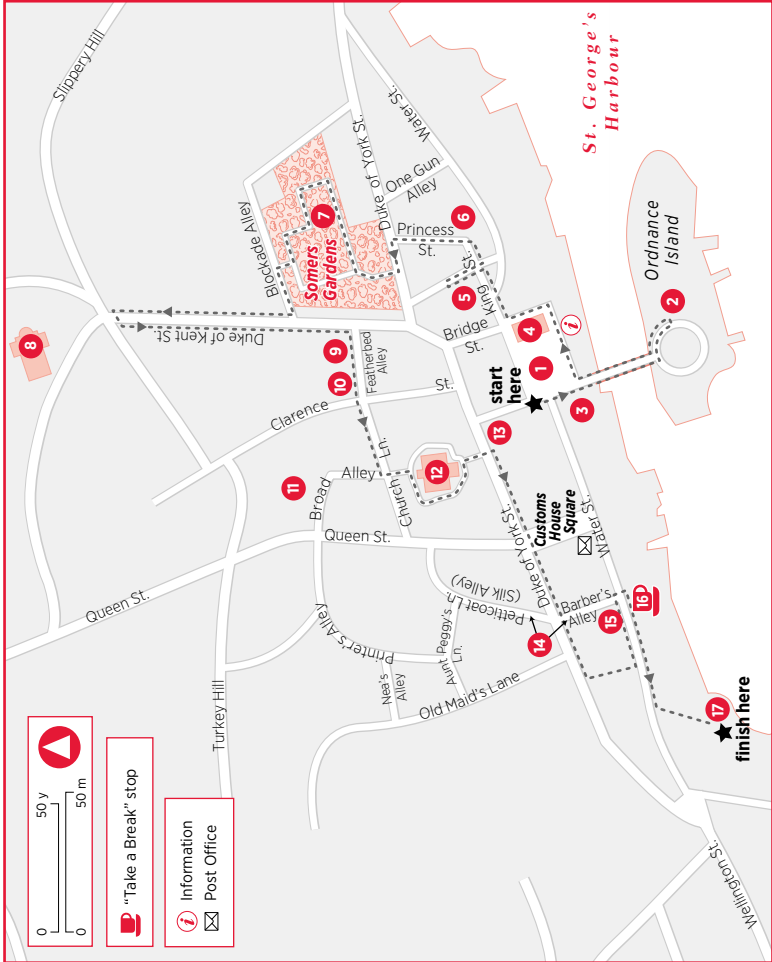 0
50 y
0
50 m
"Take a Break" stop
i Information
Post Office
Slippery Hill
St. George's
Harbour
Water St.
Duke of York St.
One Gun
Alley
Blockade Alley
7
Somers
Gardens
Princess
St.
6
5
King St.
Ordnance
Island
2
8
Duke of Kent St.
9
10
Featherbed
Alley
Bridge
St.
4
i
1
start
here
3
Clarence St.
13
11
Broad Alley
Church Ln.
12
Queen St.
Queen St.
Duke of York St.
Customs
House
Square
Water St.
Petticoat Ln.
(Silk Alley)
Barber's
Alley
14
15
16
Printer's Alley
Aunt Peggy's
Ln.
Nea's
Alley
Old Maid's Lane
Turkey Hill
17
finish here
Wellington St.